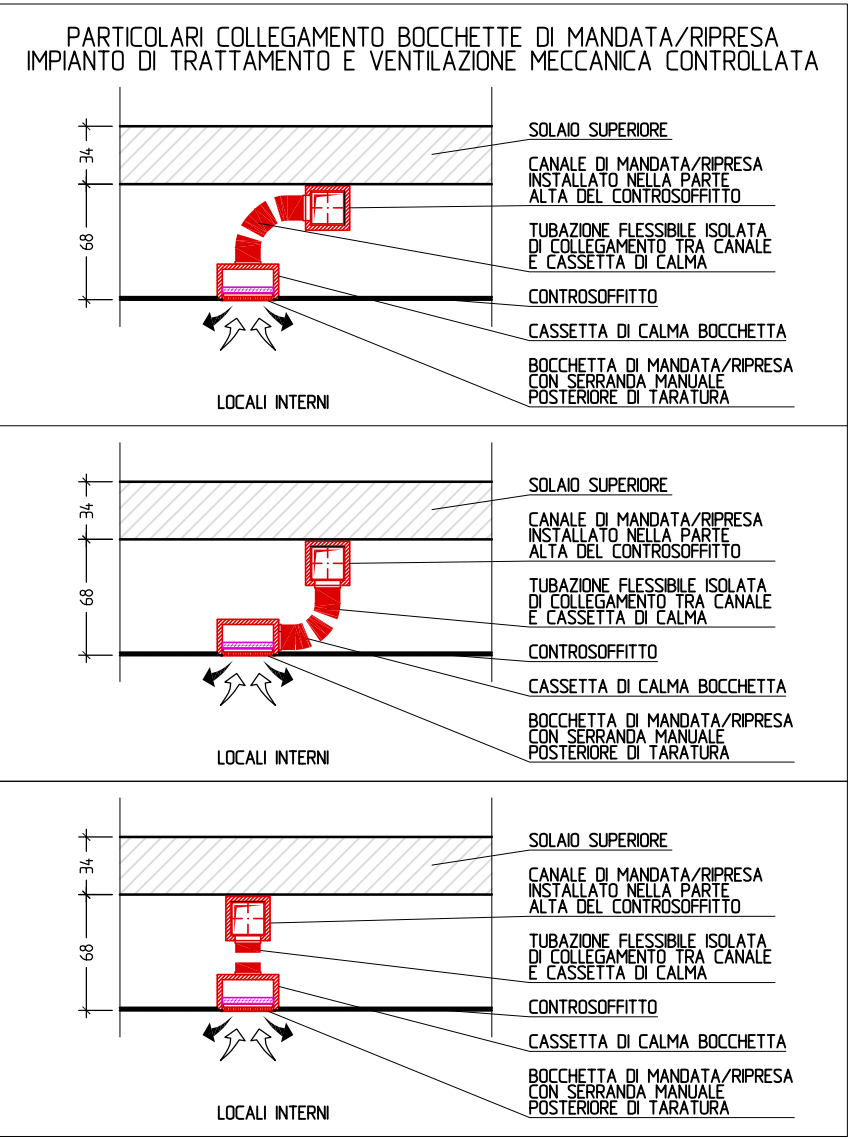 PARTICOLARI COLLEGAMENTO BOCCHETTE DI MANDATA/RIPRESA
IMPIANTO DI TRATTAMENTO E VENTILAZIONE MECCANICA CONTROLLATA
34
68
SOLAIO SUPERIORE
CANALE DI MANDATA/RIPRESA
INSTALLATO NELLA PARTE
ALTA DEL CONTROSOFFITTO
TUBAZIONE FLESSIBILE ISOLATA
DI COLLEGAMENTO TRA CANALE
E CASSETTA DI CALMA
CONTROSOFFITTO
CASSETTA DI CALMA BOCCHETTA
BOCCHETTA DI MANDATA/RIPRESA
CON SERRANDA MANUALE
POSTERIORE DI TARATURA
LOCALI INTERNI
34
68
SOLAIO SUPERIORE
CANALE DI MANDATA/RIPRESA
INSTALLATO NELLA PARTE
ALTA DEL CONTROSOFFITTO
TUBAZIONE FLESSIBILE ISOLATA
DI COLLEGAMENTO TRA CANALE
E CASSETTA DI CALMA
CONTROSOFFITTO
CASSETTA DI CALMA BOCCHETTA
BOCCHETTA DI MANDATA/RIPRESA
CON SERRANDA MANUALE
POSTERIORE DI TARATURA
LOCALI INTERNI
34
68
SOLAIO SUPERIORE
CANALE DI MANDATA/RIPRESA
INSTALLATO NELLA PARTE
ALTA DEL CONTROSOFFITTO
TUBAZIONE FLESSIBILE ISOLATA
DI COLLEGAMENTO TRA CANALE
E CASSETTA DI CALMA
CONTROSOFFITTO
CASSETTA DI CALMA BOCCHETTA
BOCCHETTA DI MANDATA/RIPRESA
CON SERRANDA MANUALE
POSTERIORE DI TARATURA
LOCALI INTERNI